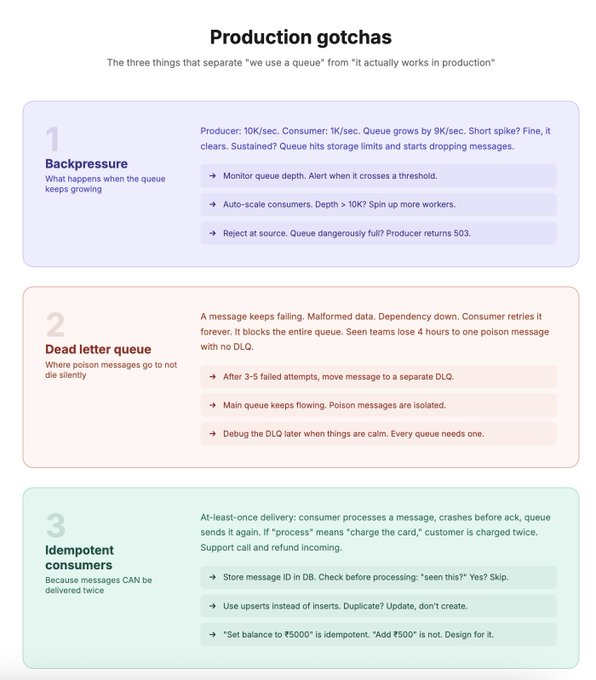 Production gotchas
The three things that separate "we use a queue" from "it actually works in production"
1
Backpressure
What happens when the queue
keeps growing
Producer: 10K/sec. Consumer: 1K/sec. Queue grows by 9K/sec. Short spike? Fine, it
clears. Sustained? Queue hits storage limits and starts dropping messages.
→ Monitor queue depth. Alert when it crosses a threshold.
→ Auto-scale consumers. Depth > 10K? Spin up more workers.
→ Reject at source. Queue dangerously full? Producer returns 503.
2
Dead letter queue
Where poison messages go to not
die silently
A message keeps failing. Malformed data. Dependency down. Consumer retries it
forever. It blocks the entire queue. Seen teams lose 4 hours to one poison message
with no DLQ.
→ After 3-5 failed attempts, move message to a separate DLQ.
→ Main queue keeps flowing. Poison messages are isolated.
→ Debug the DLQ later when things are calm. Every queue needs one.
3
Idempotent
consumers
Because messages CAN be
delivered twice
At-least-once delivery: consumer processes a message, crashes before ack, queue
sends it again. If "process" means "charge the card," customer is charged twice.
Support call and refund incoming.
→ Store message ID in DB. Check before processing: "seen this?" Yes? Skip.
→ Use upserts instead of inserts. Duplicate? Update, don't create.
→ "Set balance to ₹5000" is idempotent. "Add ₹500" is not. Design for it.